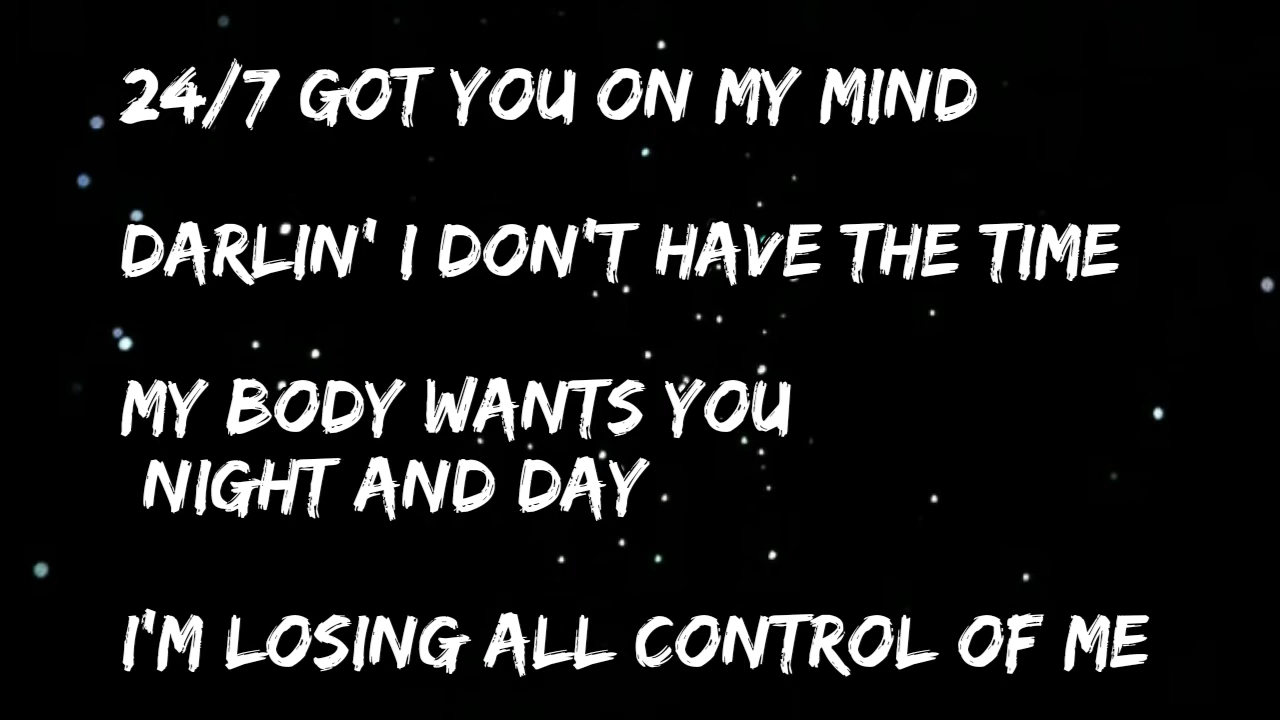 24/7 GOT YOU ON MY MIND
DARLIN' I DON'T HAVE THE TIME
MY BODY WANTS YOU
NIGHT AND DAY
I'M LOSING ALL CONTROL OF ME